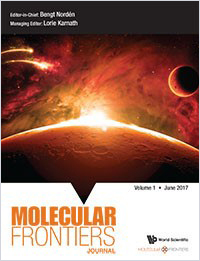 Editor-in-Chief: Bengt Nordén
Managing Editor: Lorie Karnath
Volume 1 • June 2017
MOLECULAR
FRONTIERS
JOURNAL
World Scientific
MOLECULAR FRONTIERS